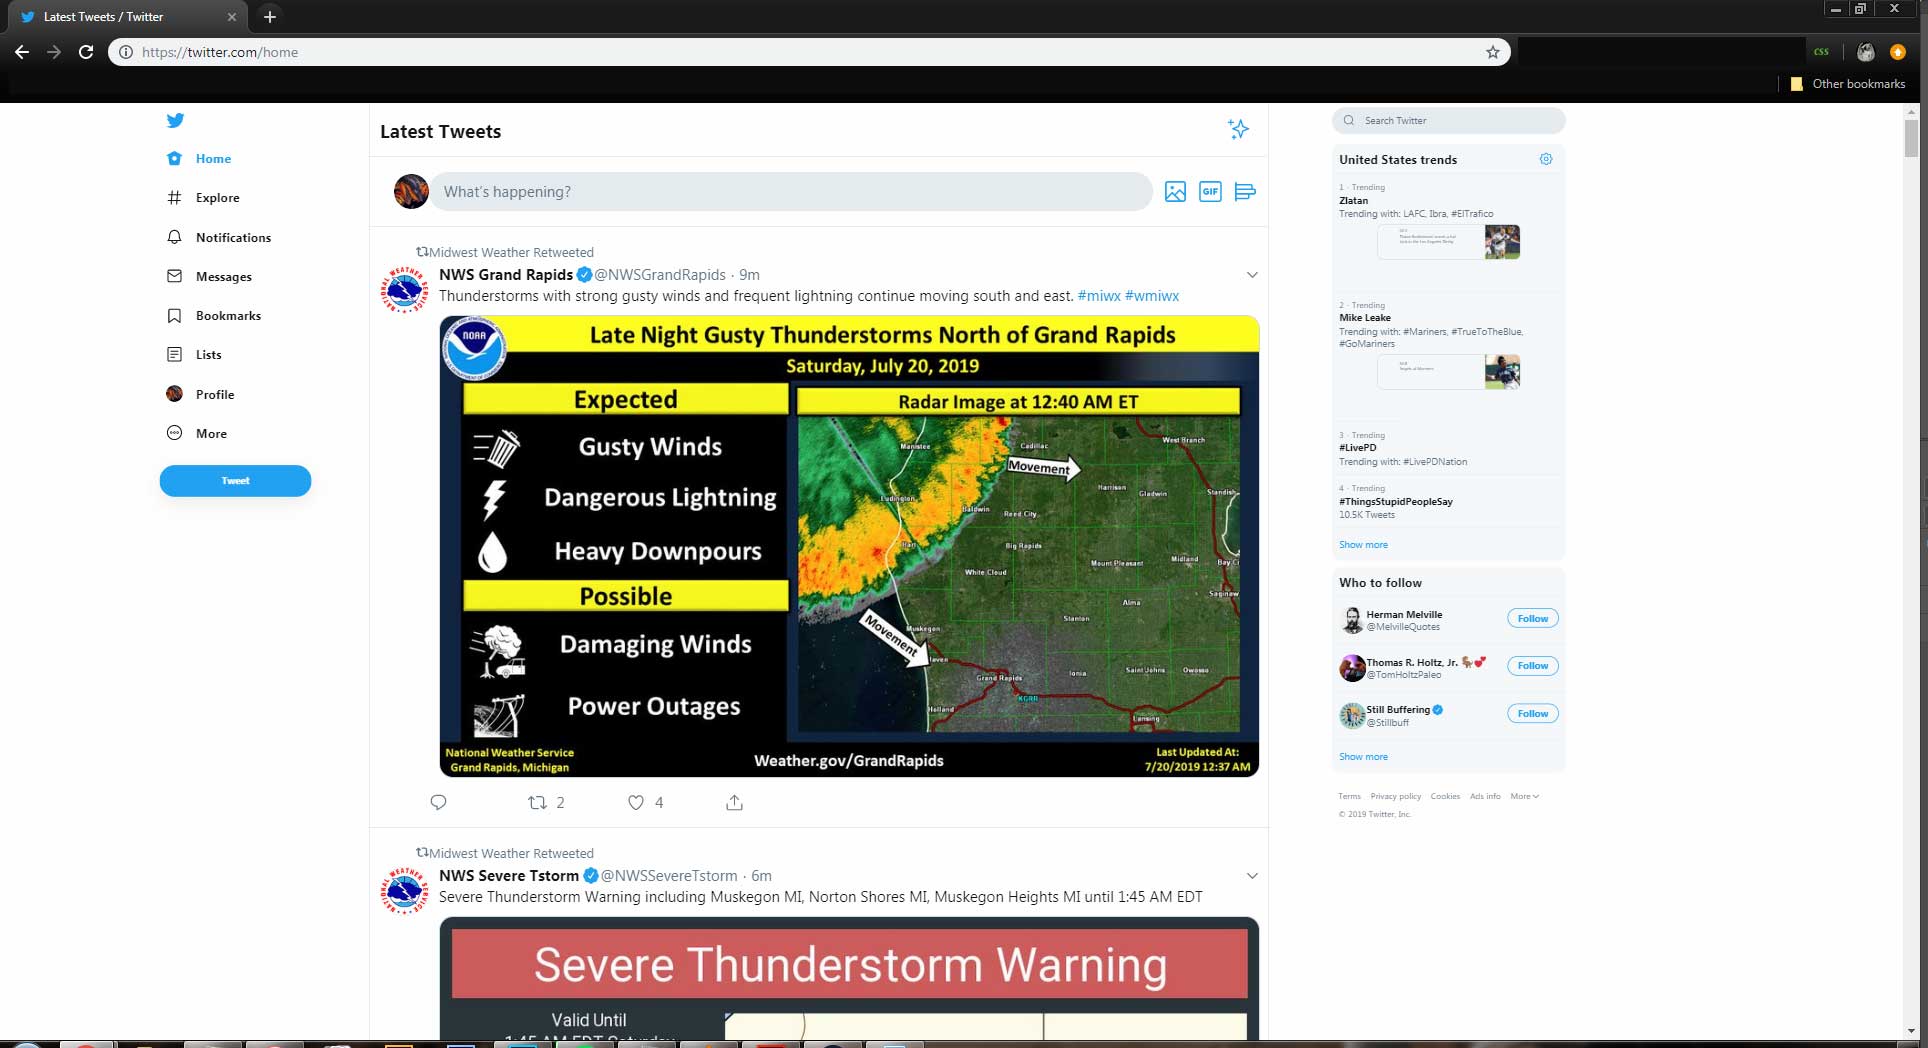 Latest Tweets / Twitter
https://twitter.com/home
CSS
Other bookmarks
Home
Explore
Notifications
Messages
Bookmarks
Lists
Profile
More
Tweet
Latest Tweets
What's happening?
GIF
Midwest Weather Retweeted
NWS Grand Rapids @NWSGrandRapids · 9m
Thunderstorms with strong gusty winds and frequent lightning continue moving south and east. #miwx #wmiwx
NOAA
Late Night Gusty Thunderstorms North of Grand Rapids
Saturday, July 20, 2019
Expected
Gusty Winds
Dangerous Lightning
Heavy Downpours
Possible
Damaging Winds
Power Outages
Radar Image at 12:40 AM ET
Manistee
Cadillac
West Branch
Movement
Harrison
Gladwin
Standish
Ludington
Baldwin
Reed City
Hart
Big Rapids
White Cloud
Mount Pleasant
Midland
Bay C
Saginaw
Alma
Stanton
Muskegon
Movement
aven
Grand Rapids
Ionia
Saint Johns
Owosso
KGRR
Holland
Lansing
National Weather Service
Grand Rapids, Michigan
Weather.gov/GrandRapids
Last Updated At:
7/20/2019 12:37 AM
2
4
Midwest Weather Retweeted
NWS Severe Tstorm @NWSSevereTstorm · 6m
Severe Thunderstorm Warning including Muskegon MI, Norton Shores MI, Muskegon Heights MI until 1:45 AM EDT
Severe Thunderstorm Warning
Valid Until
1:45 AM EDT Saturday
Search Twitter
United States trends
1 · Trending
Zlatan
Trending with: LAFC, Ibra, #ElTrafico
2 · Trending
Mike Leake
Trending with: #Mariners, #TrueToTheBlue,
#GoMariners
3 · Trending
#LivePD
Trending with: #LivePDNation
4 · Trending
#ThingsStupidPeopleSay
10.5K Tweets
Show more
Who to follow
Herman Melville
@MelvilleQuotes
Follow
Thomas R. Holtz, Jr.
@TomHoltzPaleo
Follow
Still Buffering
@Stillbuff
Follow
Show more
Terms Privacy policy Cookies Ads info More
© 2019 Twitter, Inc.